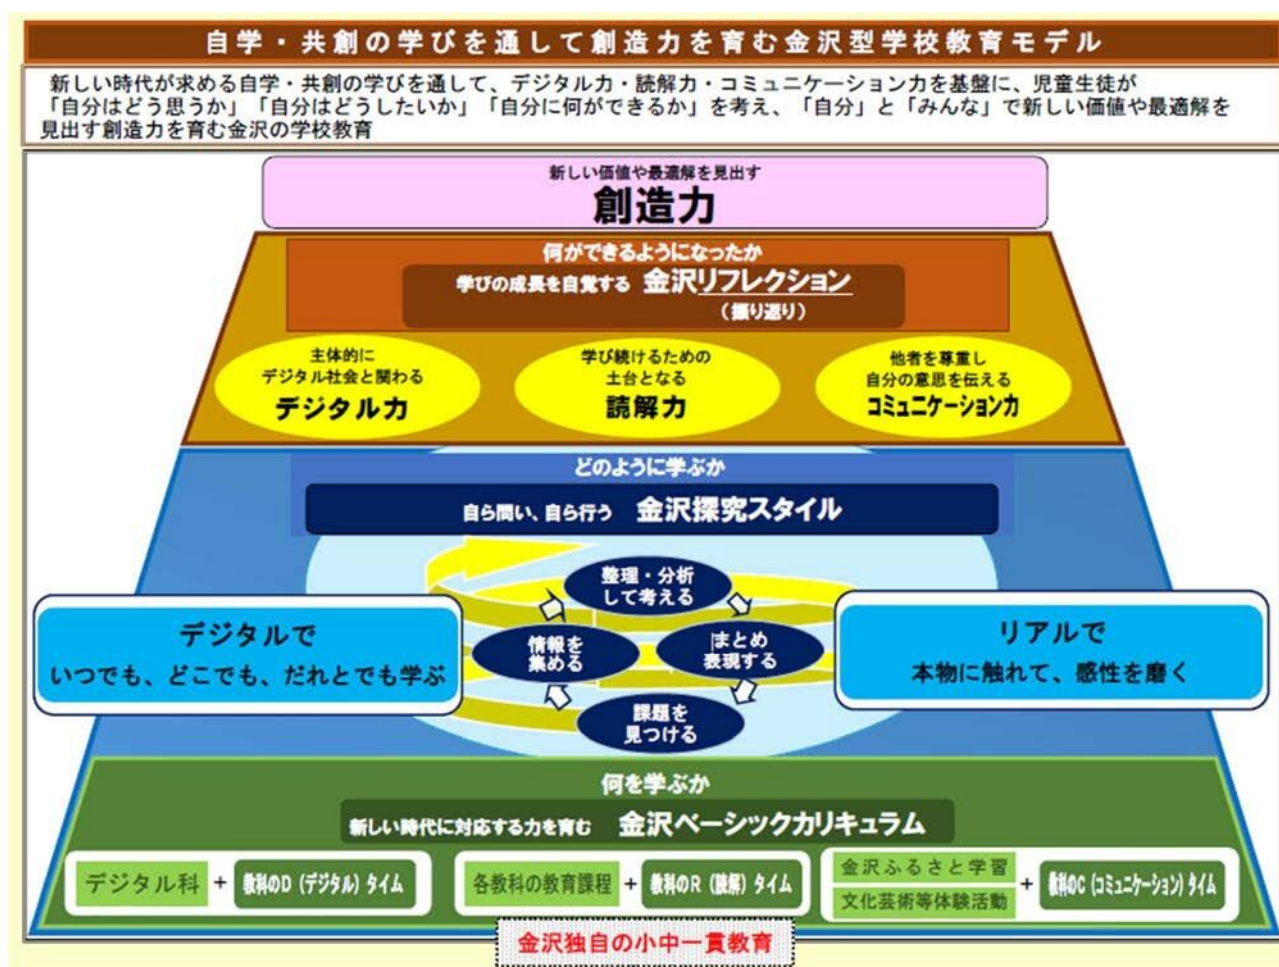 自学・共創の学びを通して創造力を育む金沢型学校教育モデル
新しい時代が求める自学・共創の学びを通して、デジタル力・読解力・コミュニケーション力を基盤に、児童生徒が
「自分はどう思うか」「自分はどうしたいか」「自分に何ができるか」を考え、「自分」と「みんな」で新しい価値や最適解を
見出す創造力を育む金沢の学校教育
新しい価値や最適解を見出す
創造力
何ができるようになったか
学びの成長を自覚する 金沢リフレクション
（振り返り）
主体的に
デジタル社会と関わる
デジタル力
学び続けるための
土台となる
読解力
他者を尊重し
自分の意思を伝える
コミュニケーション力
どのように学ぶか
自ら問い、自ら行う 金沢探究スタイル
整理・分析
して考える
情報を
集める
まとめ
表現する
課題を
見つける
デジタルで
いつでも、どこでも、だれとでも学ぶ
リアルで
本物に触れて、感性を磨く
何を学ぶか
新しい時代に対応する力を育む 金沢ベーシックカリキュラム
デジタル科 + 教科のD（デジタル）タイム
各教科の教育課程 + 教科のR（読解）タイム
金沢ふるさと学習
文化芸術等体験活動
+ 教科のC（コミュニケーション）タイム
金沢独自の小中一貫教育